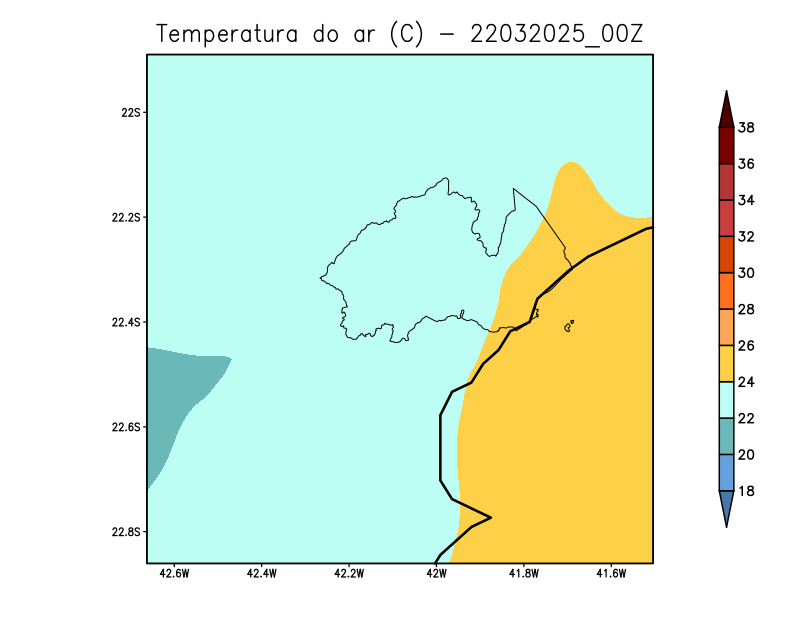 Temperatura do ar (C) - 22032025_00Z
22S
22.2S
22.4S
22.6S
22.8S
42.6W
42.4W
42.2W
42W
41.8W
41.6W
38
36
34
32
30
28
26
24
22
20
18